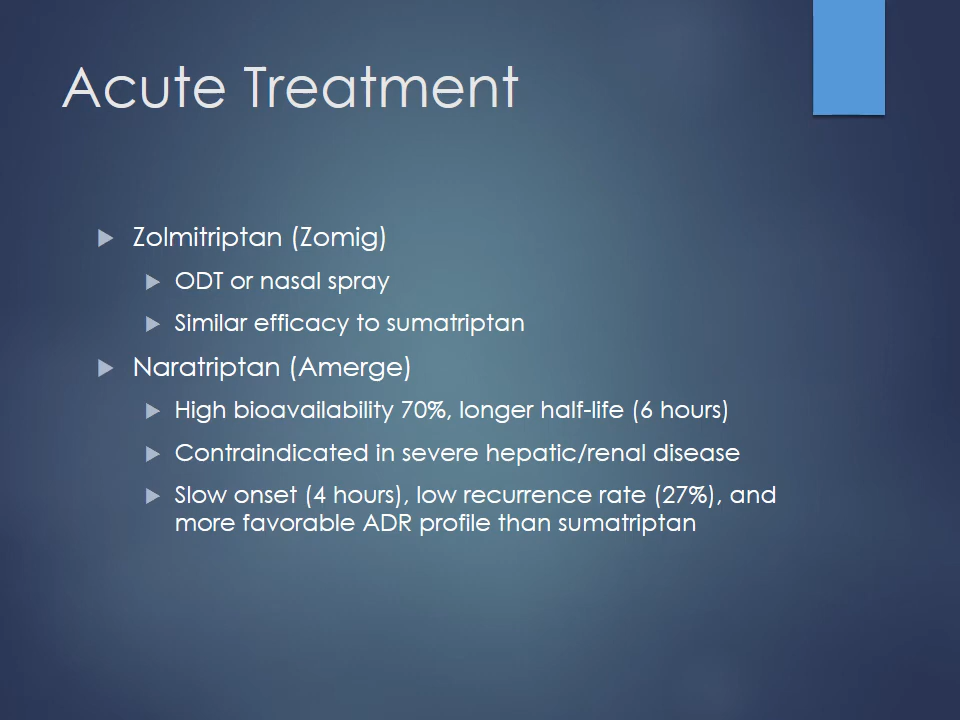 Acute Treatment
Zolmitriptan (Zomig)
ODT or nasal spray
Similar efficacy to sumatriptan
Naratriptan (Amerge)
High bioavailability 70%, longer half-life (6 hours)
Contraindicated in severe hepatic/renal disease
Slow onset (4 hours), low recurrence rate (27%), and
more favorable ADR profile than sumatriptan